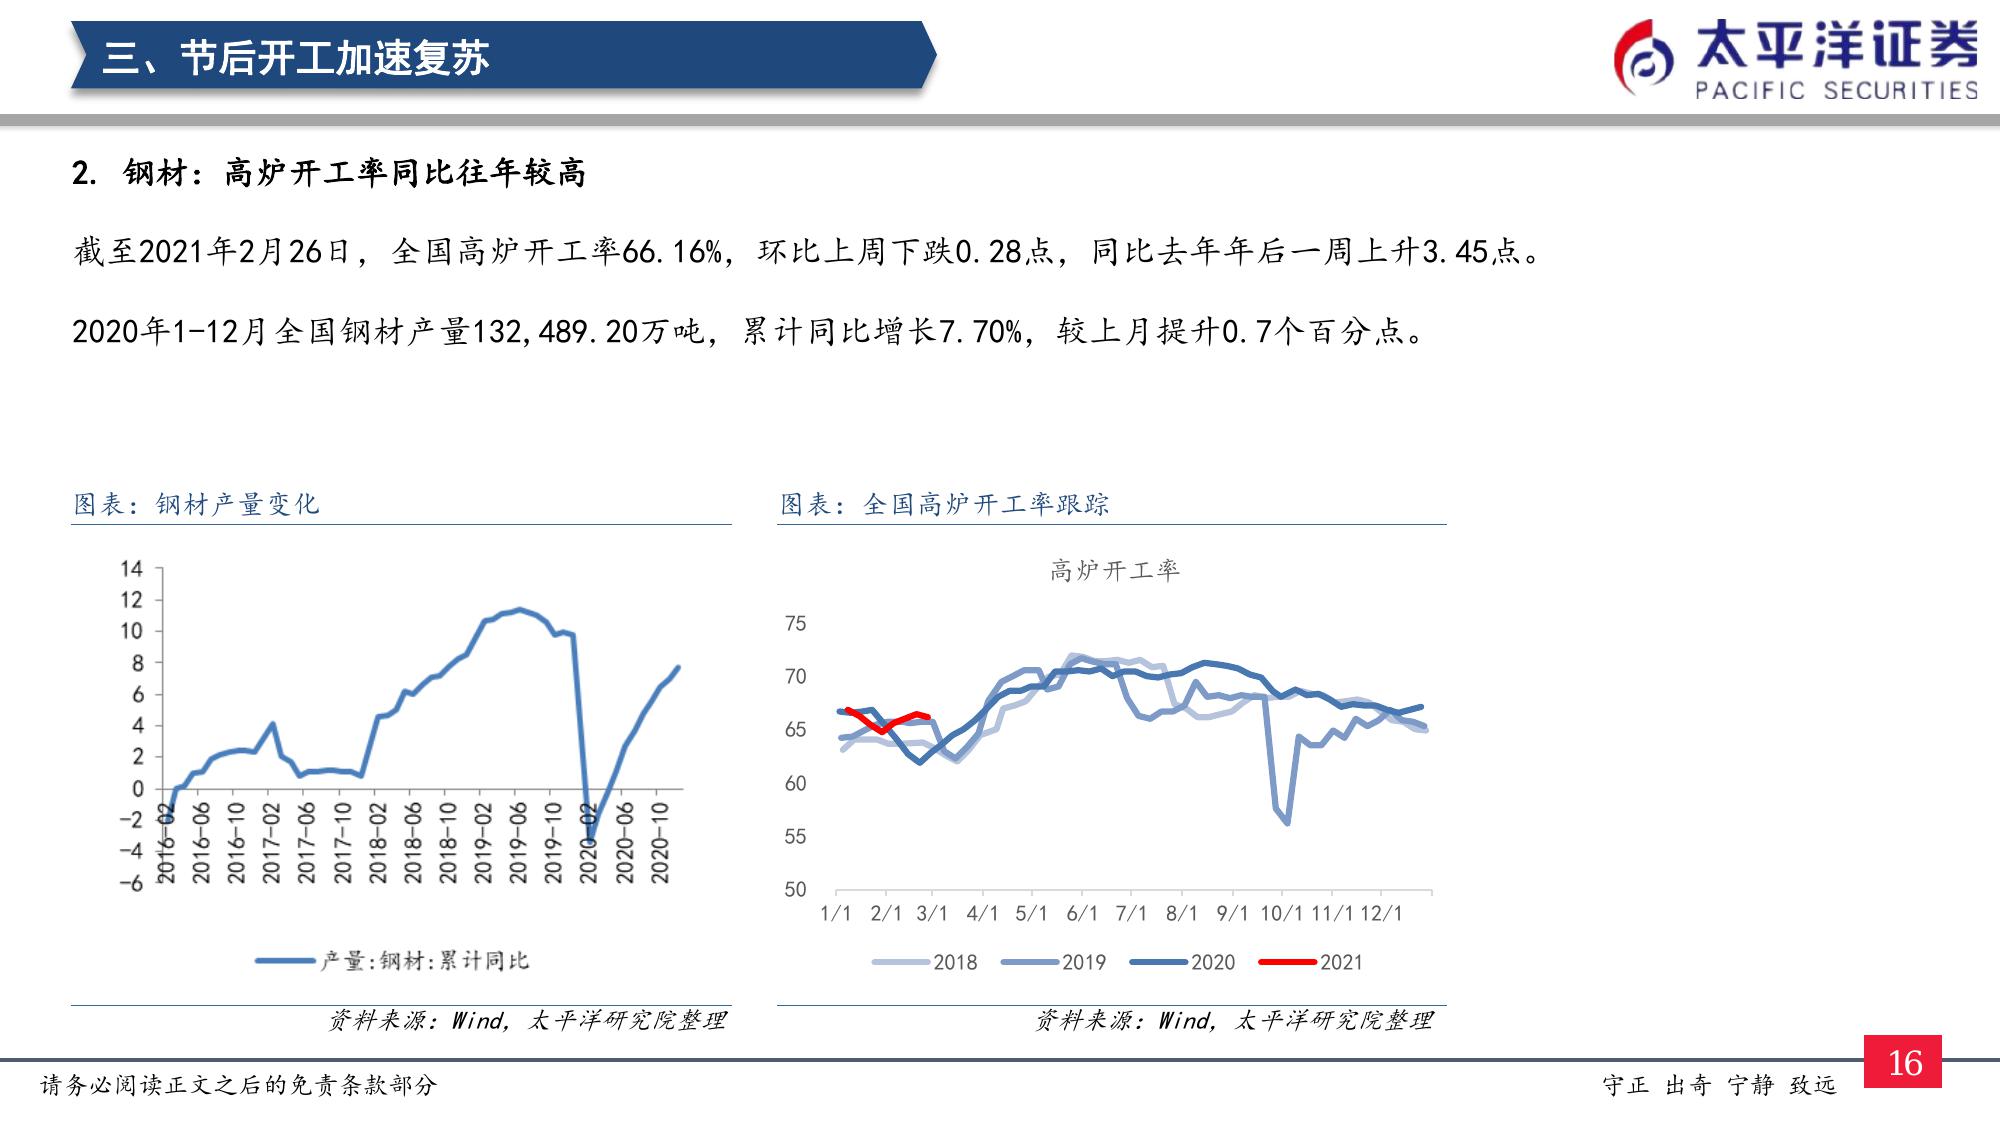 三、节后开工加速复苏
太平洋证券
PACIFIC SECURITIES
2. 钢材：高炉开工率同比往年较高
截至2021年2月26日，全国高炉开工率66.16%，环比上周下跌0.28点，同比去年年后一周上升3.45点。
2020年1-12月全国钢材产量132,489.20万吨，累计同比增长7.70%，较上月提升0.7个百分点。
图表：钢材产量变化
14
12
10
8
6
4
2
0
-2
-4
-6
2016-02
2016-06
2016-10
2017-02
2017-06
2017-10
2018-02
2018-06
2018-10
2019-02
2019-06
2019-10
2020-02
2020-06
2020-10
产量:钢材:累计同比
资料来源：Wind，太平洋研究院整理
图表：全国高炉开工率跟踪
高炉开工率
75
70
65
60
55
50
1/1 2/1 3/1 4/1 5/1 6/1 7/1 8/1 9/1 10/1 11/1 12/1
2018 2019 2020 2021
资料来源：Wind，太平洋研究院整理
请务必阅读正文之后的免责条款部分
守正 出奇 宁静 致远
16